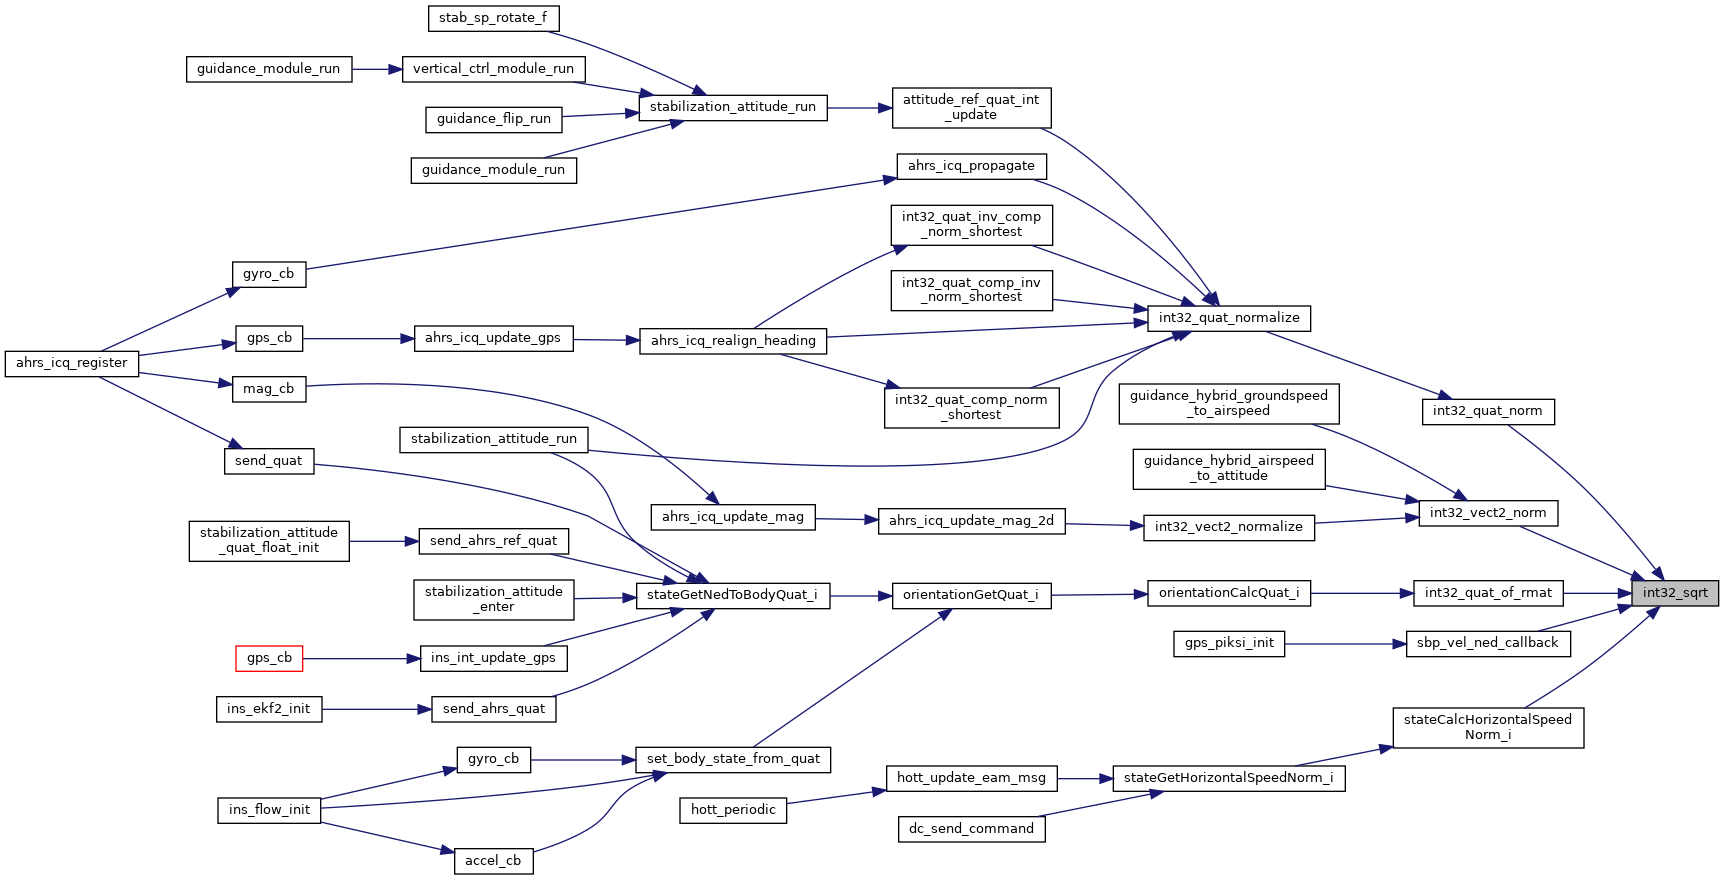 stab_sp_rotate_f
guidance_module_run
vertical_ctrl_module_run
stabilization_attitude_run
attitude_ref_quat_int
_update
guidance_flip_run
guidance_module_run
ahrs_icq_propagate
int32_quat_inv_comp
_norm_shortest
gyro_cb
int32_quat_comp_inv
_norm_shortest
int32_quat_normalize
gps_cb
ahrs_icq_update_gps
ahrs_icq_realign_heading
ahrs_icq_register
mag_cb
int32_quat_comp_norm
_shortest
guidance_hybrid_groundspeed
_to_airspeed
int32_quat_norm
stabilization_attitude_run
send_quat
guidance_hybrid_airspeed
_to_attitude
ahrs_icq_update_mag
ahrs_icq_update_mag_2d
int32_vect2_normalize
int32_vect2_norm
stabilization_attitude
_quat_float_init
send_ahrs_ref_quat
stabilization_attitude
_enter
stateGetNedToBodyQuat_i
orientationGetQuat_i
orientationCalcQuat_i
int32_quat_of_rmat
int32_sqrt
gps_cb
ins_int_update_gps
gps_piksi_init
sbp_vel_ned_callback
ins_ekf2_init
send_ahrs_quat
stateCalcHorizontalSpeed
Norm_i
gyro_cb
set_body_state_from_quat
hott_update_eam_msg
stateGetHorizontalSpeedNorm_i
ins_flow_init
hott_periodic
dc_send_command
accel_cb